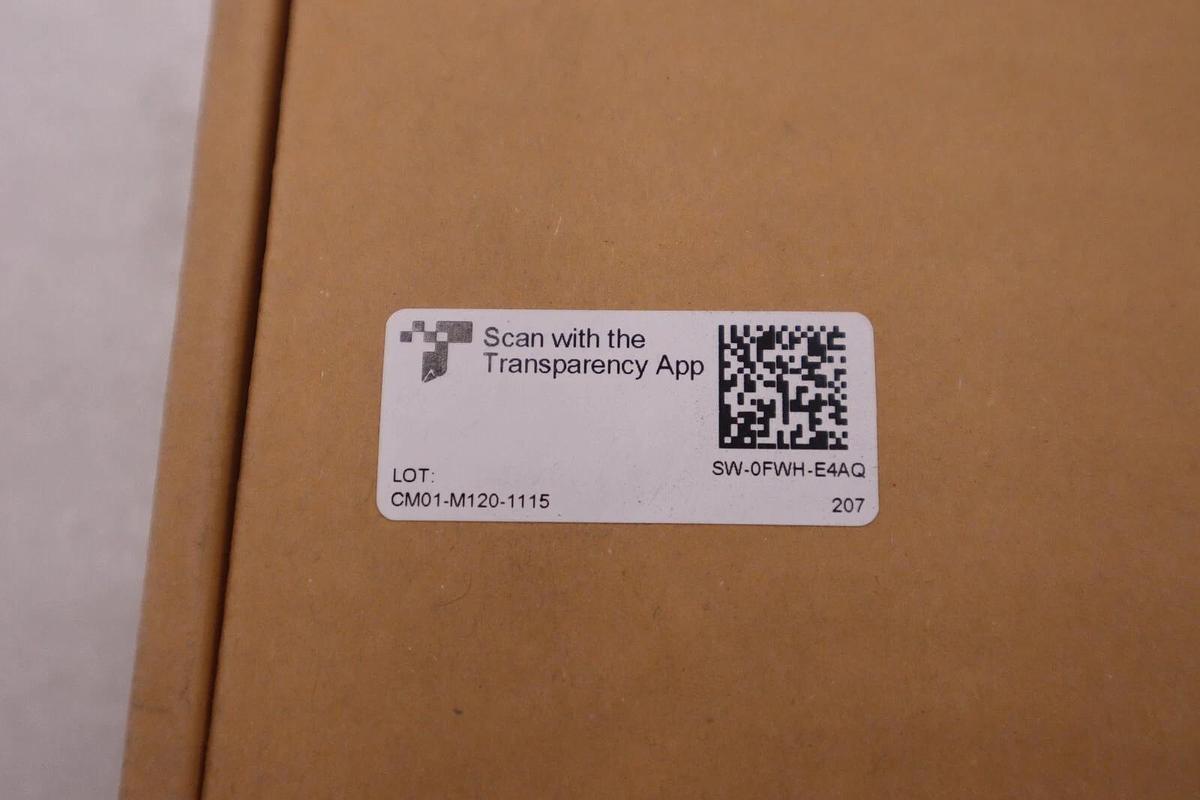 Scan with the
Transparency App
SW-0FWH-E4AQ
LOT:
CM01-M120-1115
207